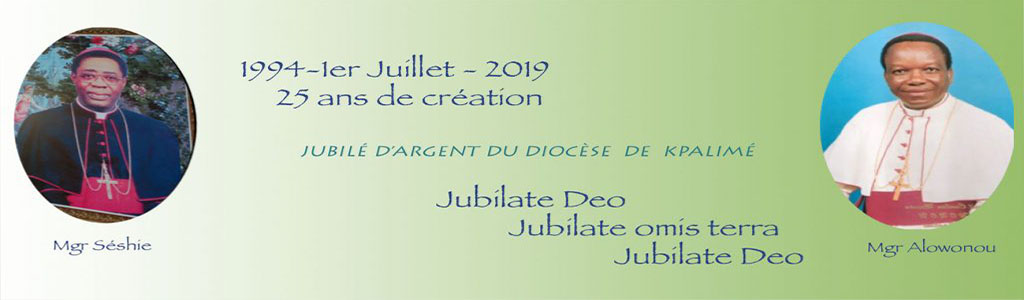 1994-1er Juillet - 2019
25 ans de création
JUBILÉ D'ARGENT DU DIOCÈSE DE KPALIMÉ
Jubilate Deo
Jubilate omis terra
Jubilate Deo
Mgr Séshie
Mgr Alowonou